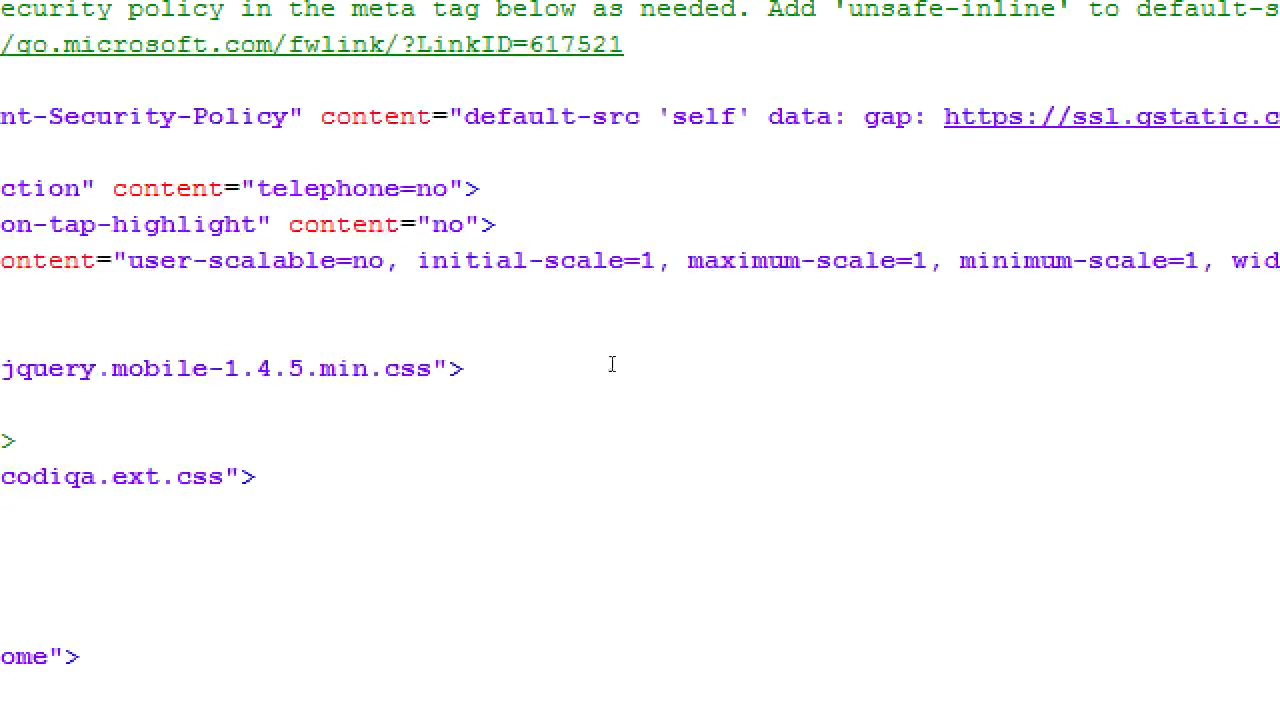 ecurity policy in the meta tag below as needed. Add 'unsafe-inline' to default-s
/go.microsoft.com/fwlink/?LinkID=617521
nt-Security-Policy" content="default-src 'self' data: gap: https://ssl.gstatic.c
ction" content="telephone=no">
on-tap-highlight" content="no">
ontent="user-scalable=no, initial-scale=1, maximum-scale=1, minimum-scale=1, wid
jquery.mobile-1.4.5.min.css">
>
codiqa.ext.css">
ome">